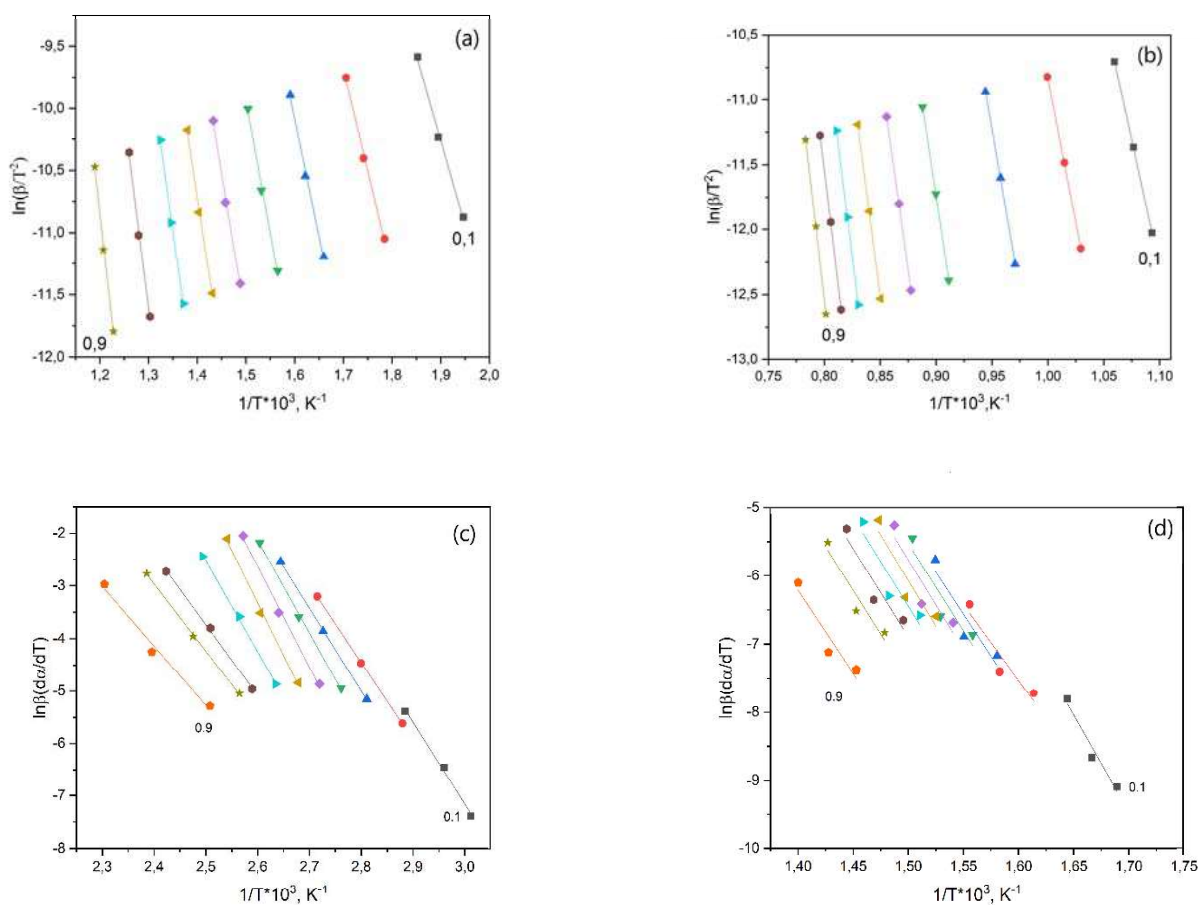 (a)
ln(β/T²)
-9,5
-10,0
-10,5
-11,0
-11,5
-12,0
0,1
0,9
1,2 1,3 1,4 1,5 1,6 1,7 1,8 1,9 2,0
1/T*10³, K⁻¹
(b)
ln(β/T²)
-10,5
-11,0
-11,5
-12,0
-12,5
-13,0
0,1
0,9
0,75 0,80 0,85 0,90 0,95 1,00 1,05 1,10
1/T*10³,K⁻¹
(c)
lnβ(dα/dT)
-2
-3
-4
-5
-6
-7
-8
0.9
0.1
2,3 2,4 2,5 2,6 2,7 2,8 2,9 3,0
1/T*10³, K⁻¹
(d)
lnβ(dα/dT)
-5
-6
-7
-8
-9
-10
0.9
0.1
1,40 1,45 1,50 1,55 1,60 1,65 1,70 1,75
1/T*10³, K⁻¹